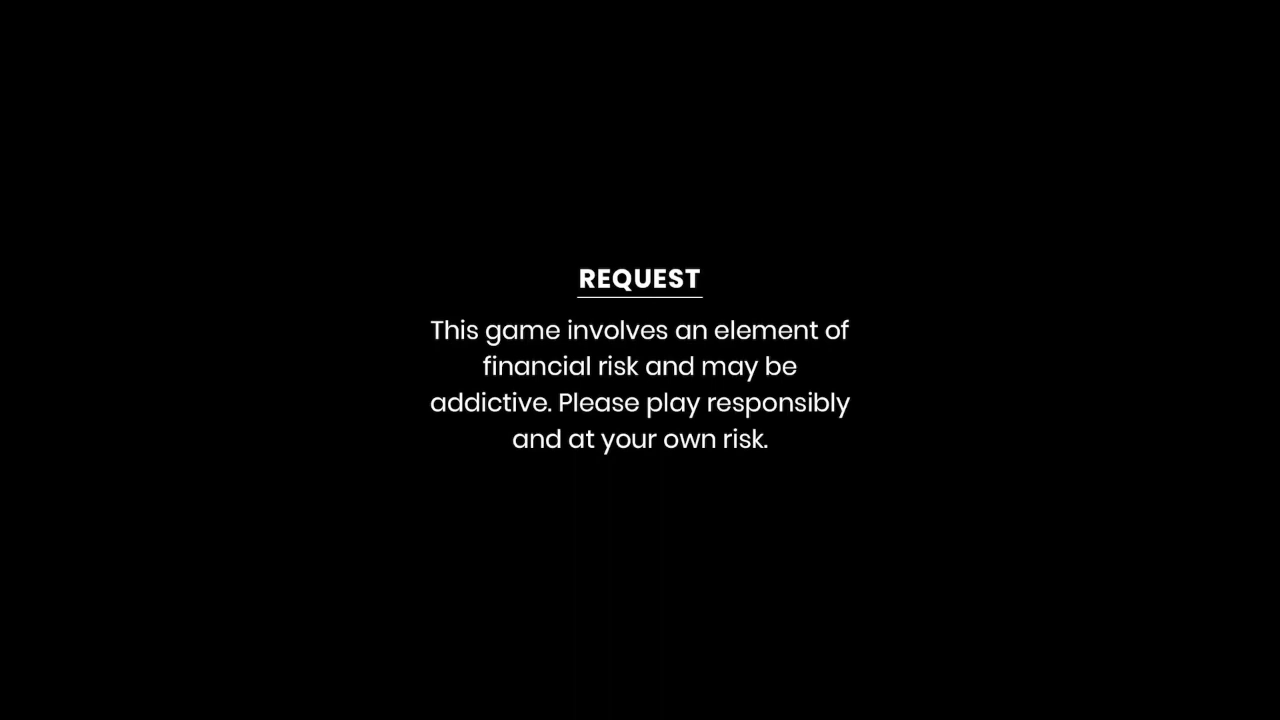 REQUEST
This game involves an element of
financial risk and may be
addictive. Please play responsibly
and at your own risk.